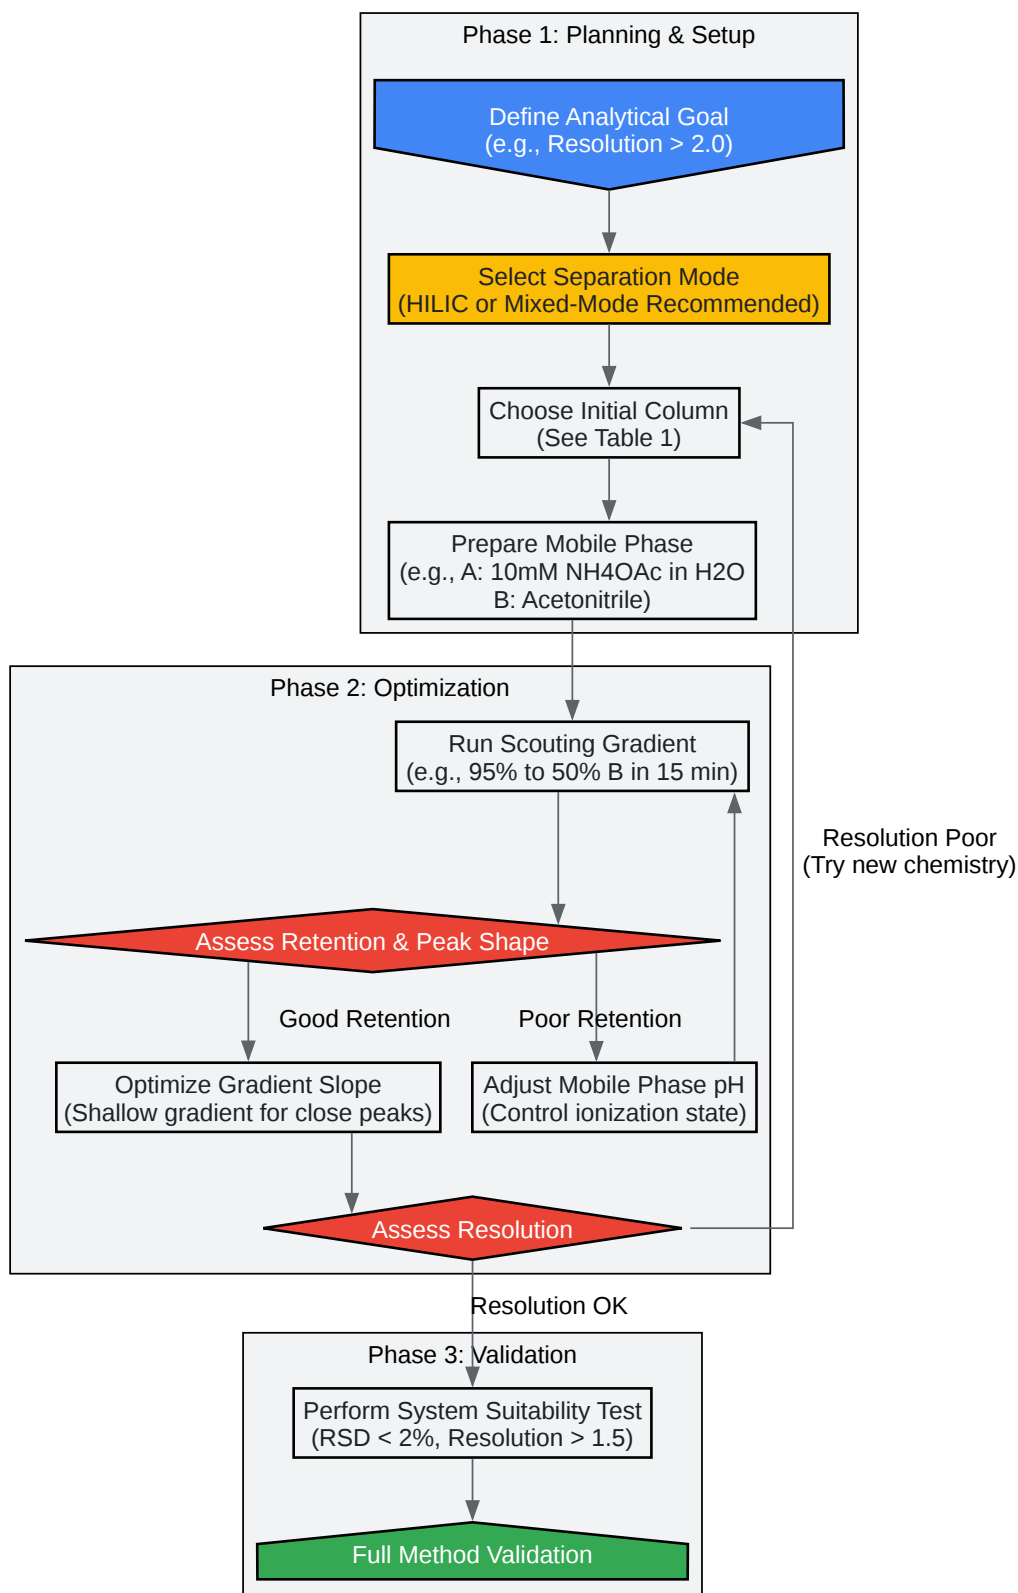 Phase 1: Planning & Setup
Define Analytical Goal
(e.g., Resolution > 2.0)
Select Separation Mode
(HILIC or Mixed-Mode Recommended)
Choose Initial Column
(See Table 1)
Prepare Mobile Phase
(e.g., A: 10mM NH4OAc in H2O
B: Acetonitrile)
Phase 2: Optimization
Run Scouting Gradient
(e.g., 95% to 50% B in 15 min)
Resolution Poor
(Try new chemistry)
Assess Retention & Peak Shape
Good Retention
Poor Retention
Optimize Gradient Slope
(Shallow gradient for close peaks)
Adjust Mobile Phase pH
(Control ionization state)
Assess Resolution
Resolution OK
Phase 3: Validation
Perform System Suitability Test
(RSD < 2%, Resolution > 1.5)
Full Method Validation